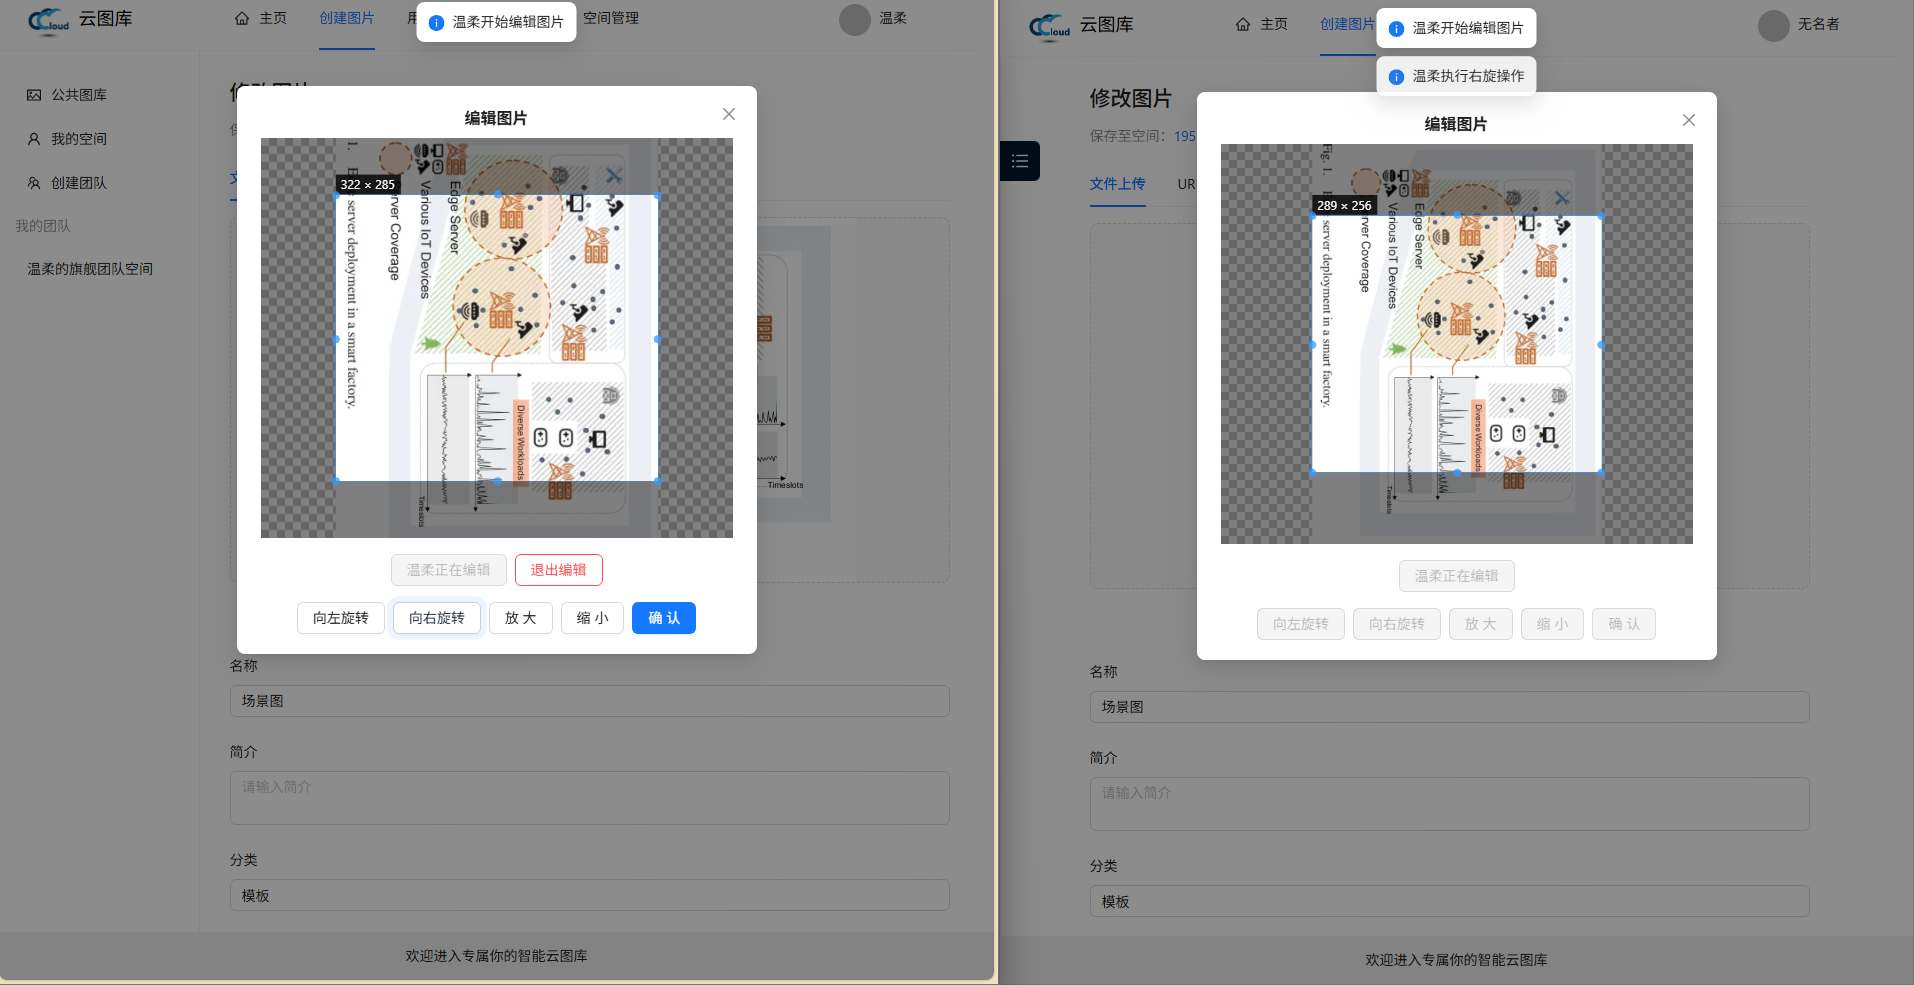 Cloud 云图库
主页
创建图片
空间管理
温柔开始编辑图片
温柔
公共图库
我的空间
创建团队
我的团队
温柔的旗舰团队空间
编辑图片
322 × 285
server deployment in a smart factory.
Server Coverage
Various IoT Devices
Edge Server
Diverse Workloads
Timeslots
Timeslots
温柔正在编辑
退出编辑
向左旋转
向右旋转
放 大
缩 小
确 认
名称
场景图
简介
请输入简介
分类
模板
欢迎进入专属你的智能云图库
Cloud 云图库
主页
创建图片
温柔开始编辑图片
温柔执行右旋操作
无名者
修改图片
保存至空间：195
文件上传
UR
编辑图片
289 × 256
Fig. 1.
server deployment in a smart factory.
Server Coverage
Various IoT Devices
Edge Server
Diverse Workloads
Timeslots
温柔正在编辑
向左旋转
向右旋转
放 大
缩 小
确 认
名称
场景图
简介
请输入简介
分类
模板
欢迎进入专属你的智能云图库